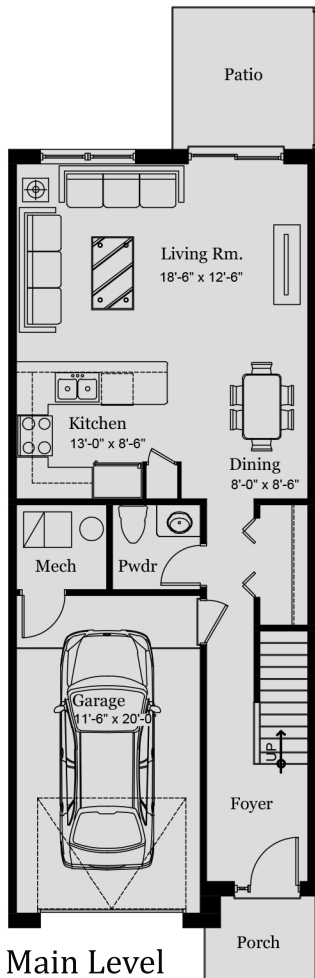 Patio
Living Rm.
18'-6" x 12'-6"
Kitchen
13'-0" x 8'-6"
Dining
8'-0" x 8'-6"
Mech
Pwdr
Garage
11'-6" x 20'-0
UP
Foyer
Porch
Main Level